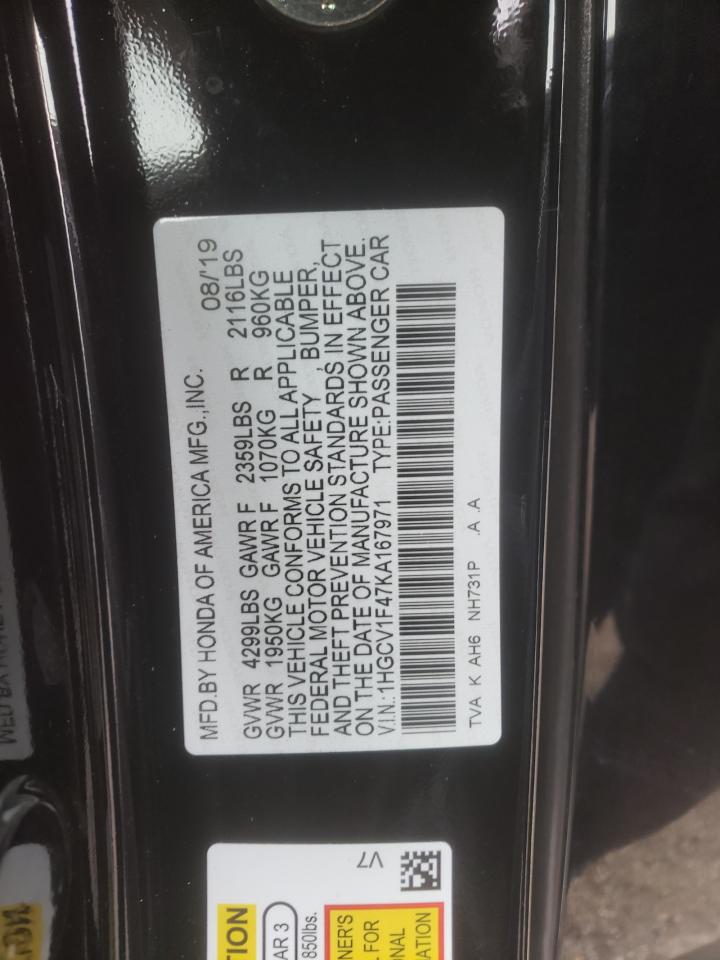 MFD.BY HONDA OF AMERICA MFG.,INC. 08/'19
GVWR 4299LBS GAWR F 2359LBS R 2116LBS
GVWR 1950KG GAWR F 1070KG R 960KG
THIS VEHICLE CONFORMS TO ALL APPLICABLE
FEDERAL MOTOR VEHICLE SAFETY , BUMPER,
AND THEFT PREVENTION STANDARDS IN EFFECT
ON THE DATE OF MANUFACTURE SHOWN ABOVE.
V.I.N.:1HGCV1F47KA167971 TYPE:PASSENGER CAR
TVA K AH6 NH731P .A .A
V7
TION
AR 3
850lbs.
NER'S
FOR
ONAL
ATION